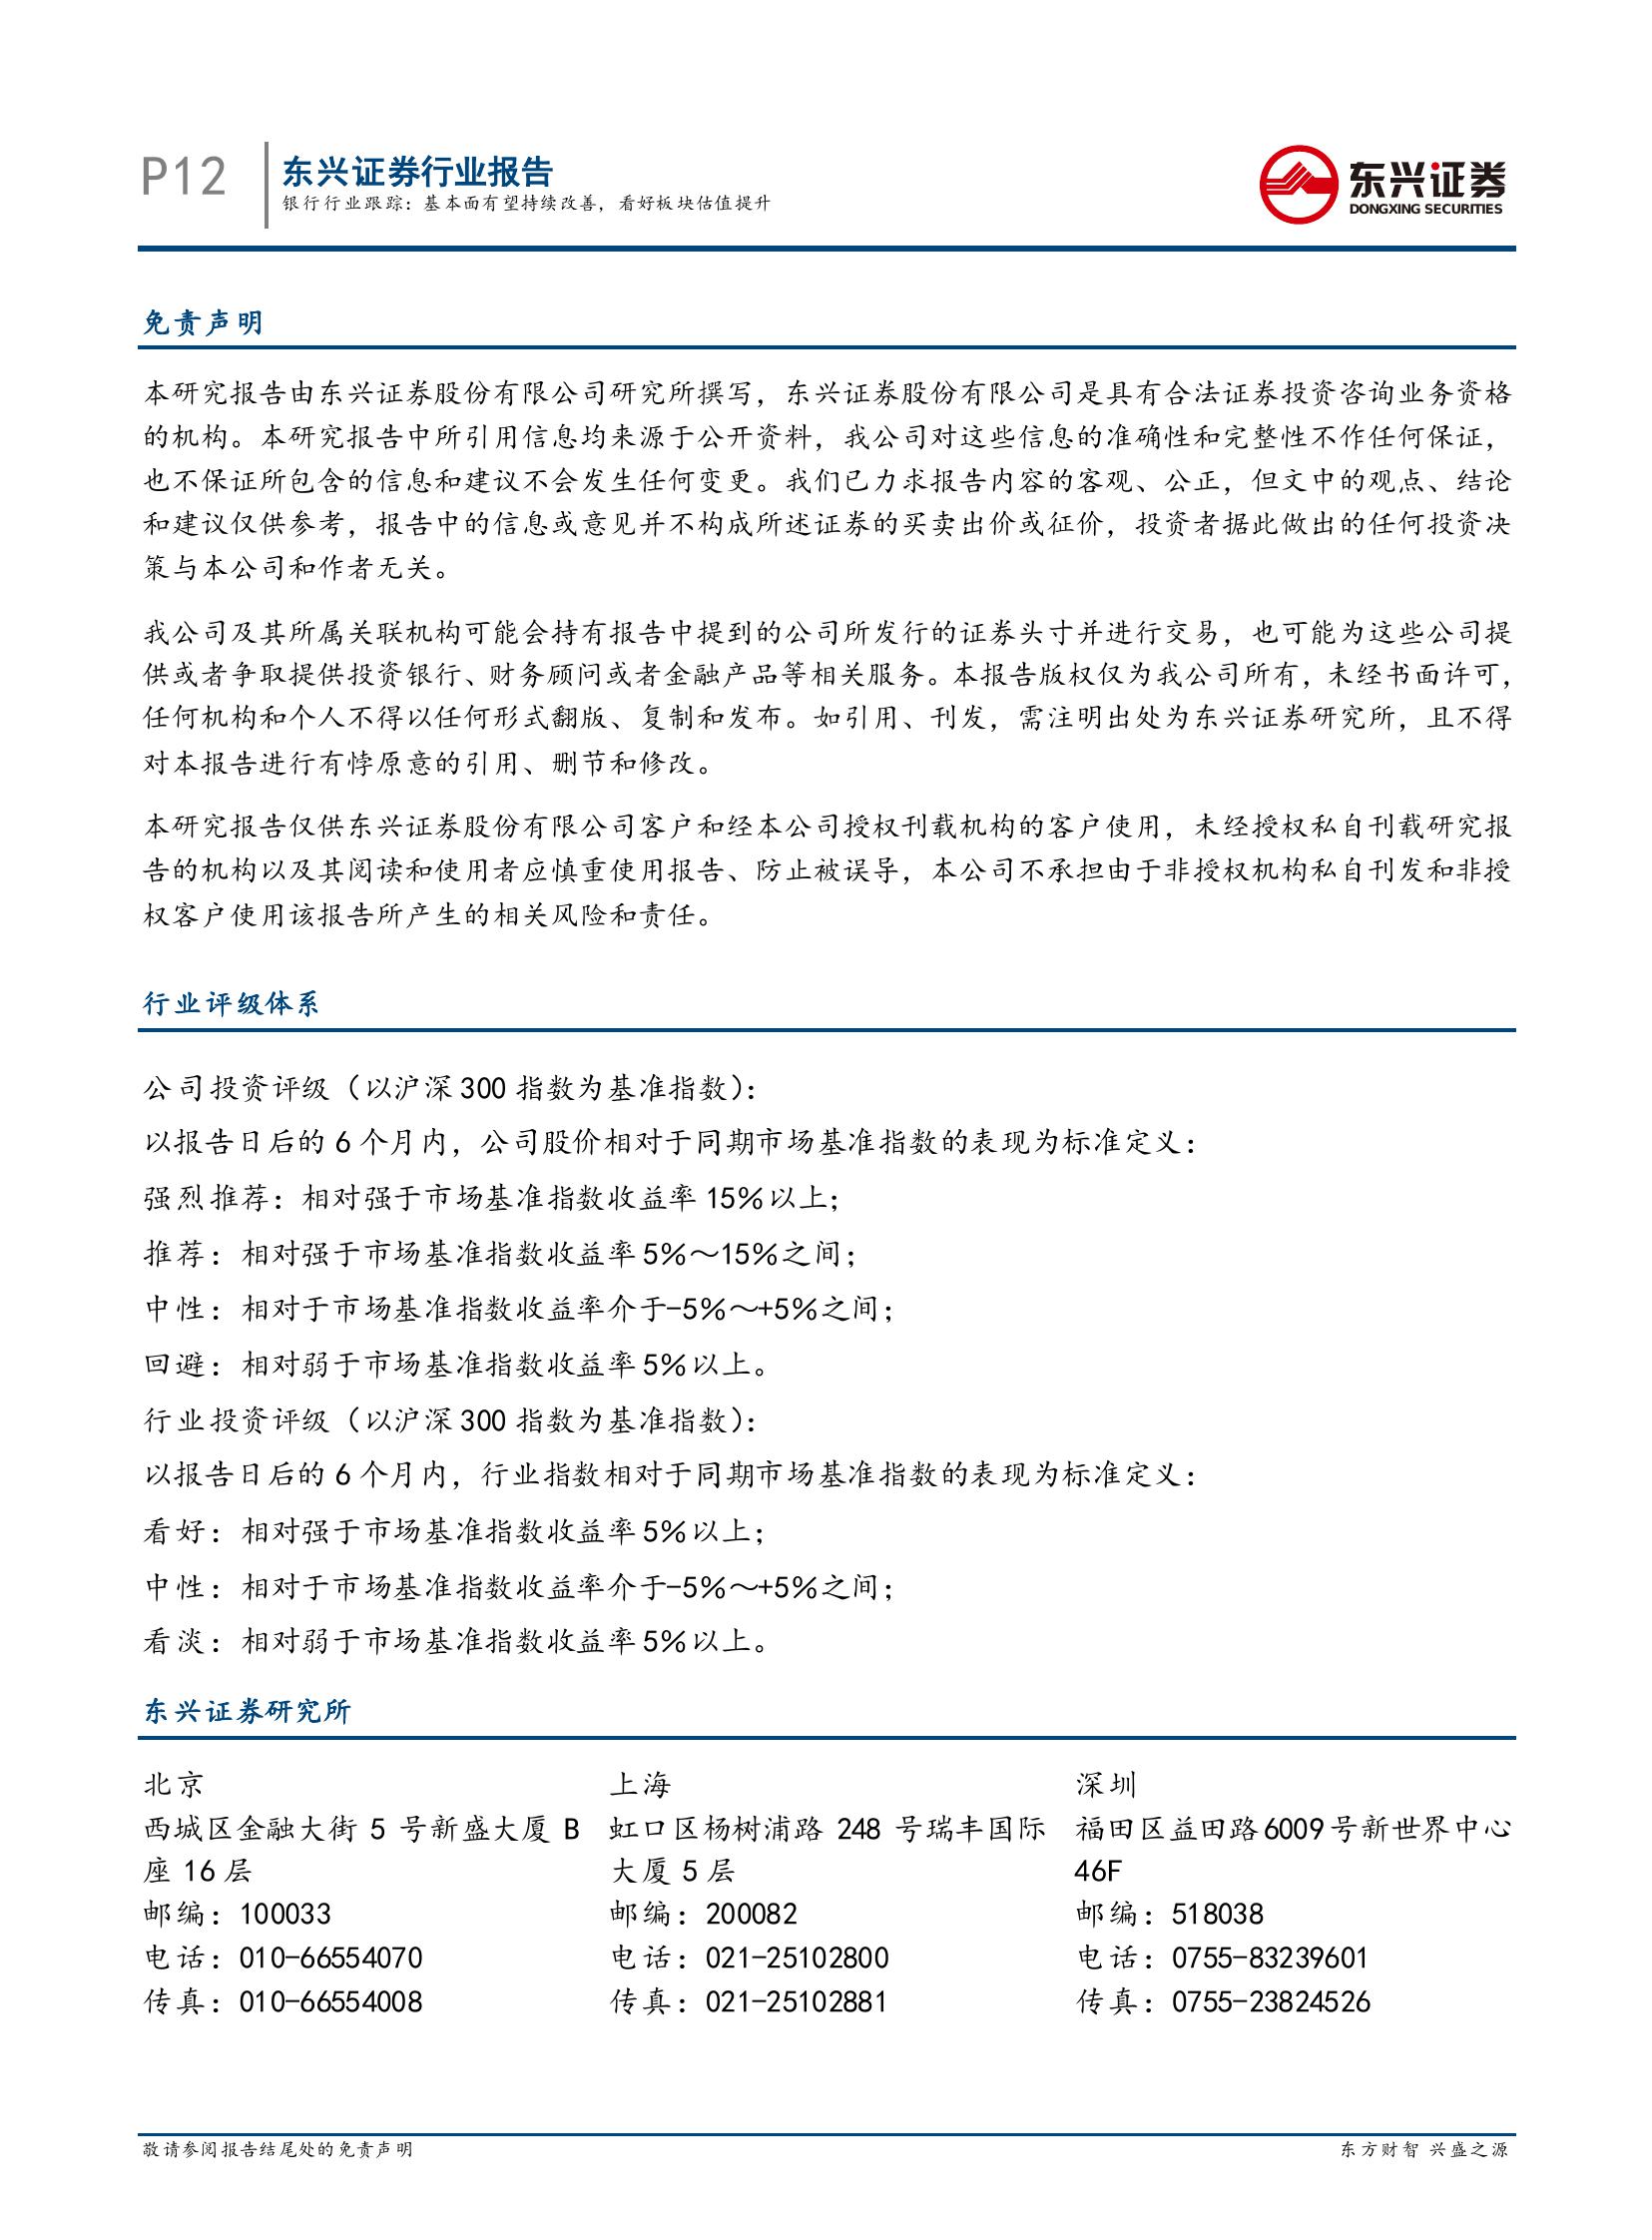 P12
东兴证券行业报告
银行行业跟踪：基本面有望持续改善，看好板块估值提升
东兴证券
DONGXING SECURITIES
免责声明
本研究报告由东兴证券股份有限公司研究所撰写，东兴证券股份有限公司是具有合法证券投资咨询业务资格
的机构。本研究报告中所引用信息均来源于公开资料，我公司对这些信息的准确性和完整性不作任何保证，
也不保证所包含的信息和建议不会发生任何变更。我们已力求报告内容的客观、公正，但文中的观点、结论
和建议仅供参考，报告中的信息或意见并不构成所述证券的买卖出价或征价，投资者据此做出的任何投资决
策与本公司和作者无关。
我公司及其所属关联机构可能会持有报告中提到的公司所发行的证券头寸并进行交易，也可能为这些公司提
供或者争取提供投资银行、财务顾问或者金融产品等相关服务。本报告版权仅为我公司所有，未经书面许可，
任何机构和个人不得以任何形式翻版、复制和发布。如引用、刊发，需注明出处为东兴证券研究所，且不得
对本报告进行有悖原意的引用、删节和修改。
本研究报告仅供东兴证券股份有限公司客户和经本公司授权刊载机构的客户使用，未经授权私自刊载研究报
告的机构以及其阅读和使用者应慎重使用报告、防止被误导，本公司不承担由于非授权机构私自刊发和非授
权客户使用该报告所产生的相关风险和责任。
行业评级体系
公司投资评级（以沪深 300 指数为基准指数）：
以报告日后的 6 个月内，公司股价相对于同期市场基准指数的表现为标准定义：
强烈推荐：相对强于市场基准指数收益率 15％以上；
推荐：相对强于市场基准指数收益率 5％～15％之间；
中性：相对于市场基准指数收益率介于-5％～+5％之间；
回避：相对弱于市场基准指数收益率 5％以上。
行业投资评级（以沪深 300 指数为基准指数）：
以报告日后的 6 个月内，行业指数相对于同期市场基准指数的表现为标准定义：
看好：相对强于市场基准指数收益率 5％以上；
中性：相对于市场基准指数收益率介于-5％～+5％之间；
看淡：相对弱于市场基准指数收益率 5％以上。
东兴证券研究所
北京
西城区金融大街 5 号新盛大厦 B
座 16 层
邮编：100033
电话：010-66554070
传真：010-66554008
上海
虹口区杨树浦路 248 号瑞丰国际
大厦 5 层
邮编：200082
电话：021-25102800
传真：021-25102881
深圳
福田区益田路6009号新世界中心
46F
邮编：518038
电话：0755-83239601
传真：0755-23824526
敬请参阅报告结尾处的免责声明
东方财智 兴盛之源